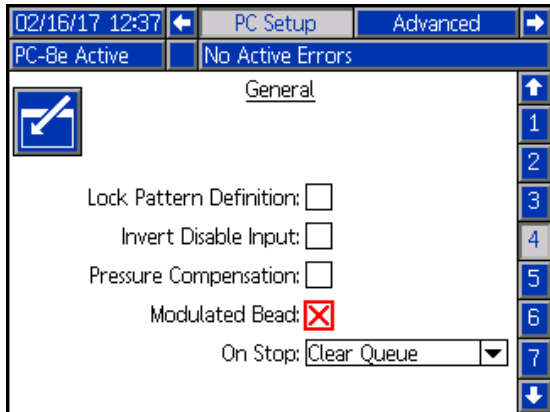 02/16/17 12:37 PC Setup Advanced
PC-8e Active No Active Errors
General
1
2
Lock Pattern Definition: 3
Invert Disable Input: 4
Pressure Compensation: 5
Modulated Bead: 6
On Stop: Clear Queue 7